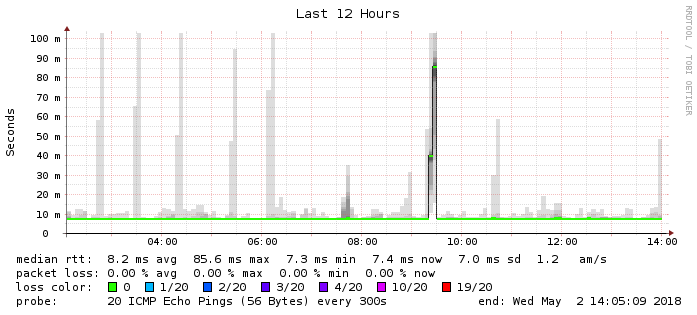 Last 12 Hours
RRDTOOL / TOBI OETIKER
Seconds
100 m
90 m
80 m
70 m
60 m
50 m
40 m
30 m
20 m
10 m
0
04:00 06:00 08:00 10:00 12:00 14:00
median rtt: 8.2 ms avg 85.6 ms max 7.3 ms min 7.4 ms now 7.0 ms sd 1.2 am/s
packet loss: 0.00 % avg 0.00 % max 0.00 % min 0.00 % now
loss color: 0 1/20 2/20 3/20 4/20 10/20 19/20
probe: 20 ICMP Echo Pings (56 Bytes) every 300s end: Wed May 2 14:05:09 2018